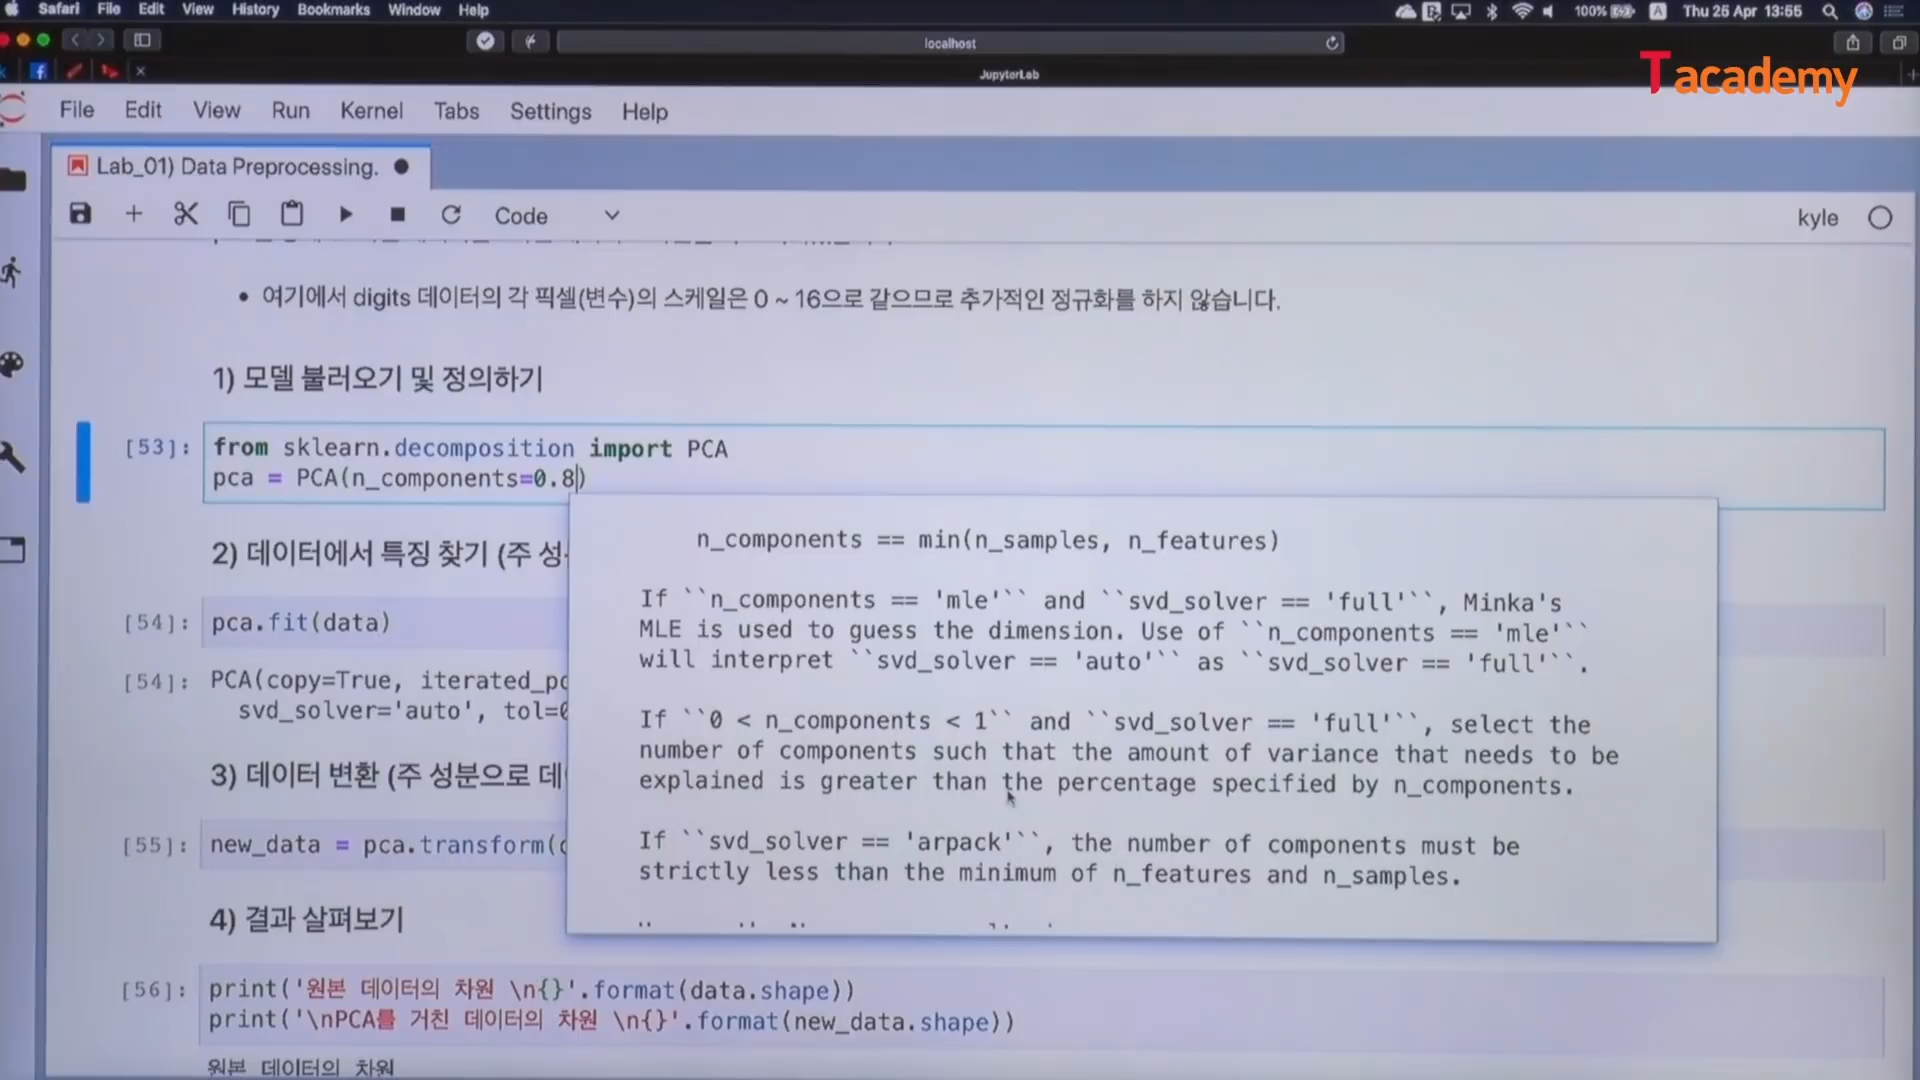 Safari File Edit View History Bookmarks Window Help
100% A Thu 25 Apr 13:55
localhost
JupyterLab
Tacademy
File Edit View Run Kernel Tabs Settings Help
Lab_01) Data Preprocessing.
Code
kyle
• 여기에서 digits 데이터의 각 픽셀(변수)의 스케일은 0 ~ 16으로 같으므로 추가적인 정규화를 하지 않습니다.
1) 모델 불러오기 및 정의하기
[53]: from sklearn.decomposition import PCA
pca = PCA(n_components=0.8)
n_components == min(n_samples, n_features)
2) 데이터에서 특징 찾기 (주 성
If ``n_components == 'mle'`` and ``svd_solver == 'full'``, Minka's
MLE is used to guess the dimension. Use of ``n_components == 'mle'``
will interpret ``svd_solver == 'auto'`` as ``svd_solver == 'full'``.
[54]: pca.fit(data)
[54]: PCA(copy=True, iterated_po
svd_solver='auto', tol=0
If ``0 < n_components < 1`` and ``svd_solver == 'full'``, select the
number of components such that the amount of variance that needs to be
explained is greater than the percentage specified by n_components.
3) 데이터 변환 (주 성분으로 데
If ``svd_solver == 'arpack'``, the number of components must be
strictly less than the minimum of n_features and n_samples.
[55]: new_data = pca.transform(d
4) 결과 살펴보기
[56]: print('원본 데이터의 차원 \n{}'.format(data.shape))
print('\nPCA를 거친 데이터의 차원 \n{}'.format(new_data.shape))
원본 데이터의 차원